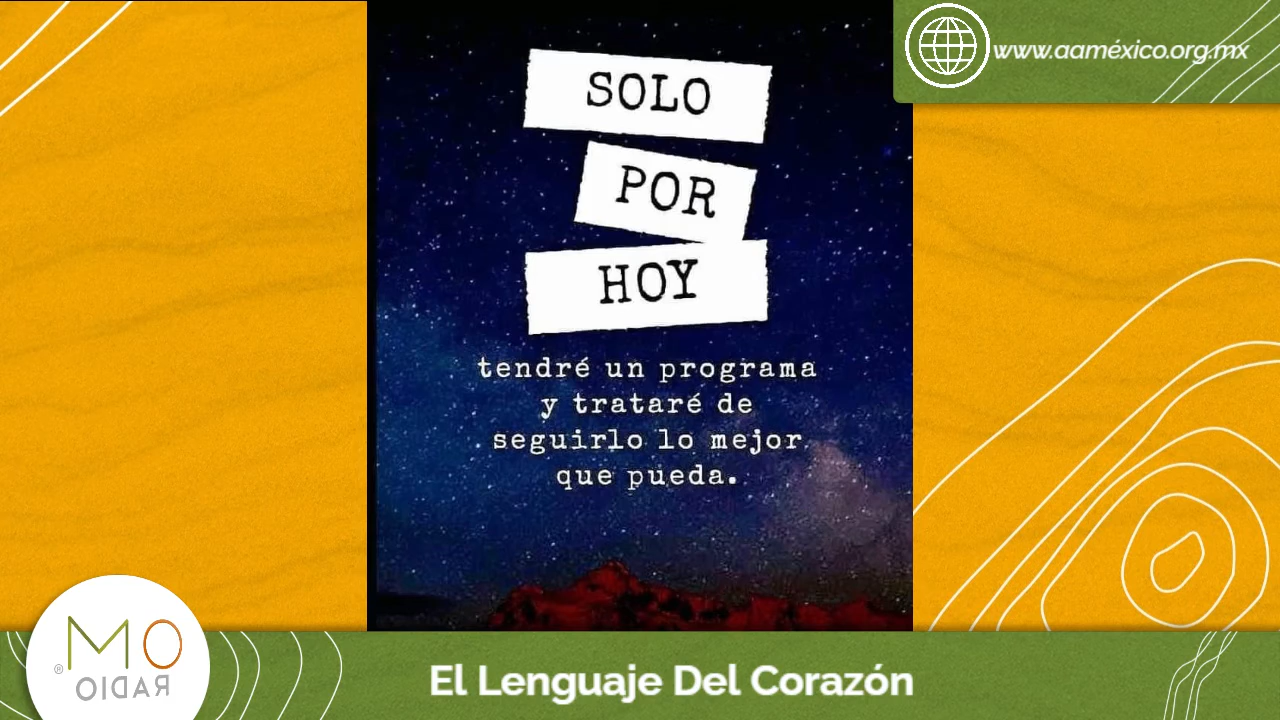 www.aaméxico.org.mx
SOLO
POR
HOY
tendré un programa
y trataré de
seguirlo lo mejor
que pueda.
OM
RADIO
®
El Lenguaje Del Corazón